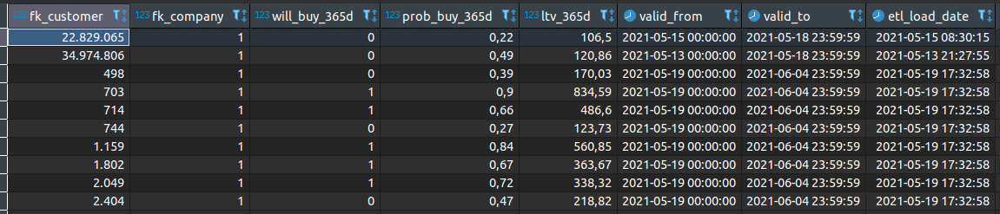 123 fk_customer 123 fk_company 123 will_buy_365d 123 prob_buy_365d 123 ltv_365d valid_from valid_to etl_load_date
22.829.065 1 0 0,22 106,5 2021-05-15 00:00:00 2021-05-18 23:59:59 2021-05-15 08:30:15
34.974.806 1 0 0,49 120,86 2021-05-13 00:00:00 2021-05-18 23:59:59 2021-05-13 21:27:55
498 1 0 0,39 170,03 2021-05-19 00:00:00 2021-06-04 23:59:59 2021-05-19 17:32:58
703 1 1 0,9 834,59 2021-05-19 00:00:00 2021-06-04 23:59:59 2021-05-19 17:32:58
714 1 1 0,66 486,6 2021-05-19 00:00:00 2021-06-04 23:59:59 2021-05-19 17:32:58
744 1 0 0,27 123,73 2021-05-19 00:00:00 2021-06-04 23:59:59 2021-05-19 17:32:58
1.159 1 1 0,84 560,85 2021-05-19 00:00:00 2021-06-04 23:59:59 2021-05-19 17:32:58
1.802 1 1 0,67 363,67 2021-05-19 00:00:00 2021-06-04 23:59:59 2021-05-19 17:32:58
2.049 1 1 0,72 338,32 2021-05-19 00:00:00 2021-06-04 23:59:59 2021-05-19 17:32:58
2.404 1 0 0,47 218,82 2021-05-19 00:00:00 2021-06-04 23:59:59 2021-05-19 17:32:58